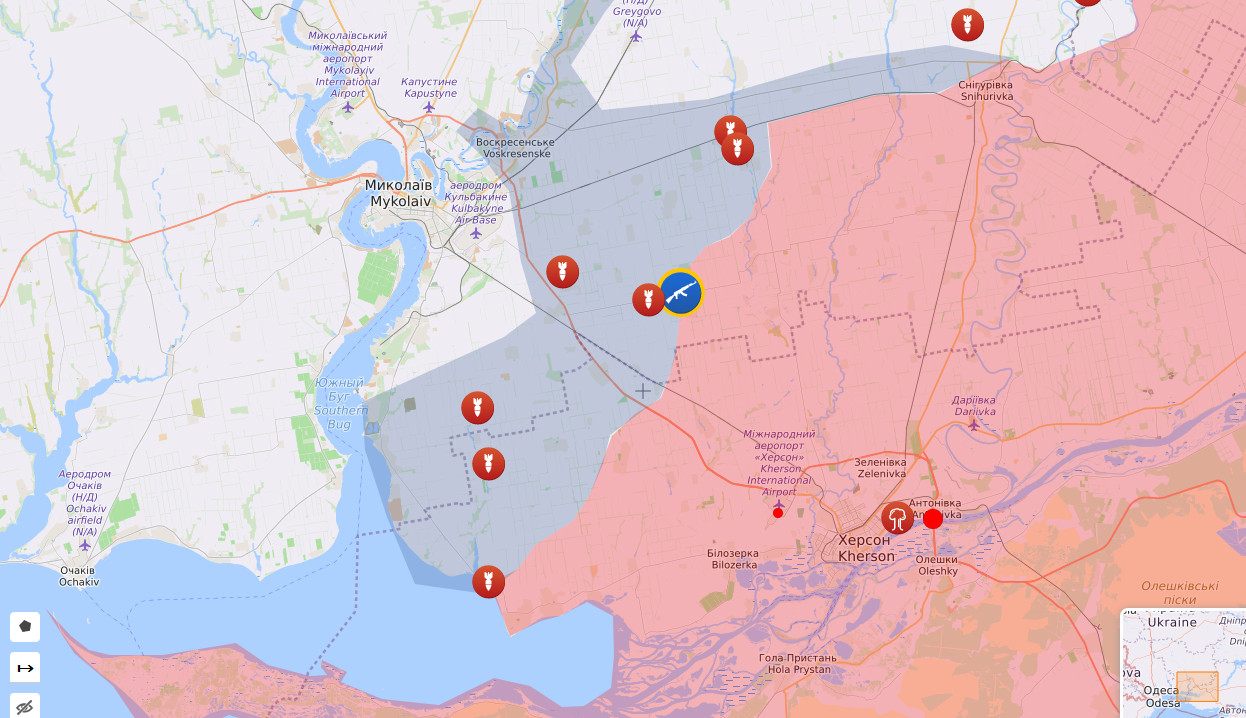 (Н/Д)
Greygovo
(N/A)
Миколаївський
міжнародний
аеропорт
Mykolayiv
International
Airport
Капустине
Kapustyne
Снігурівка
Snihurivka
Воскресенське
Voskresenske
Миколаїв
Mykolaiv
аеродром
Кульбакине
Kulbakyne
Air Base
Южный
Буг
Southern
Bug
Даріївка
Dariivka
Міжнародний
аеропорт
«Херсон»
Kherson
International
Airport
Зеленівка
Zelenivka
Аеродром
Очаків
(Н/Д)
Ochakiv
airfield
(N/A)
Антонівка
Херсон
Kherson
Білозерка
Bilozerka
Олешки
Oleshky
Очаків
Ochakiv
Олешківські
піски
Гола Пристань
Hola Prystan
Ukraine
Одеса
Odesa